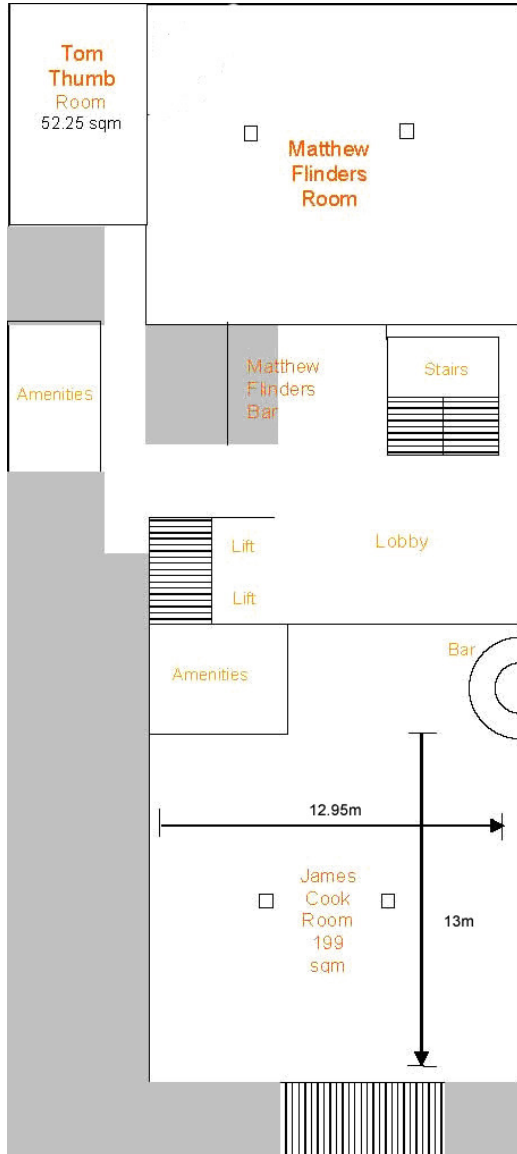 Tom
Thumb
Room
52.25 sqm
Matthew
Flinders
Room
Amenities
Matthew
Flinders
Bar
Stairs
Lift
Lobby
Lift
Bar
Amenities
12.95m
James
Cook
Room
199
sqm
13m